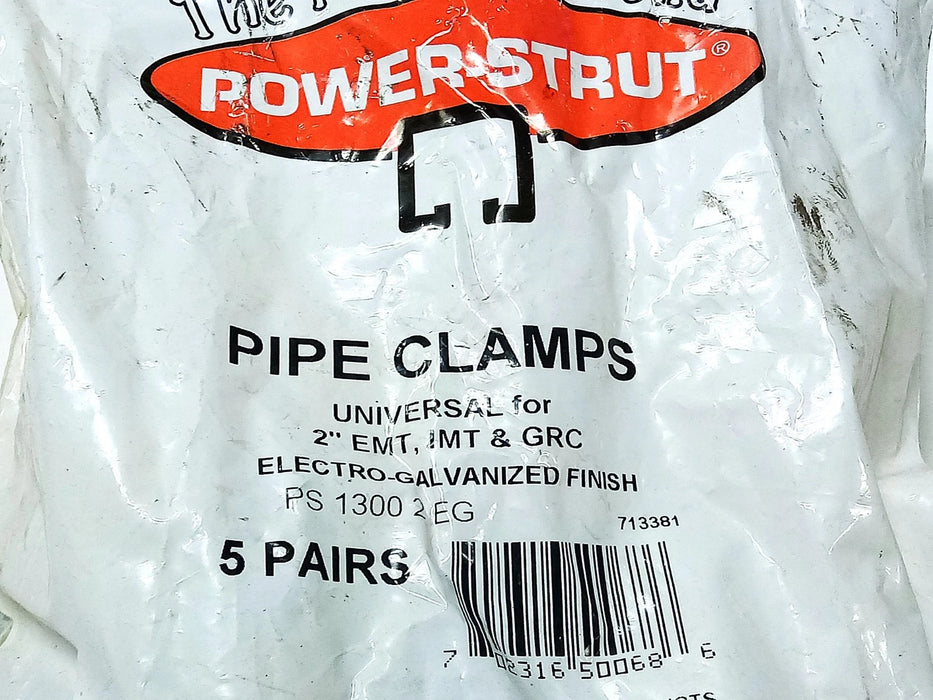 The
POWER-STRUT®
PIPE CLAMPS
UNIVERSAL for
2" EMT, IMT & GRC
ELECTRO-GALVANIZED FINISH
PS 1300 2 EG
713381
5 PAIRS
7 02316 50068 6